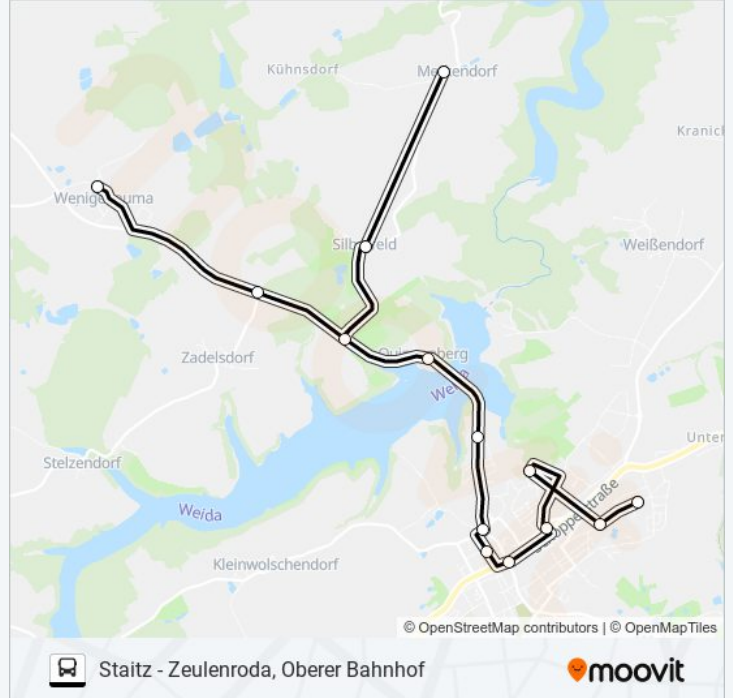 Kühnsdorf
Kranich
Silberfeld
Weißendorf
Zadelsdorf
Weida
Unter
Stelzendorf
Weida
Kleinwolschendorf
© OpenStreetMap contributors | © OpenMapTiles
Staitz - Zeulenroda, Oberer Bahnhof
moovit